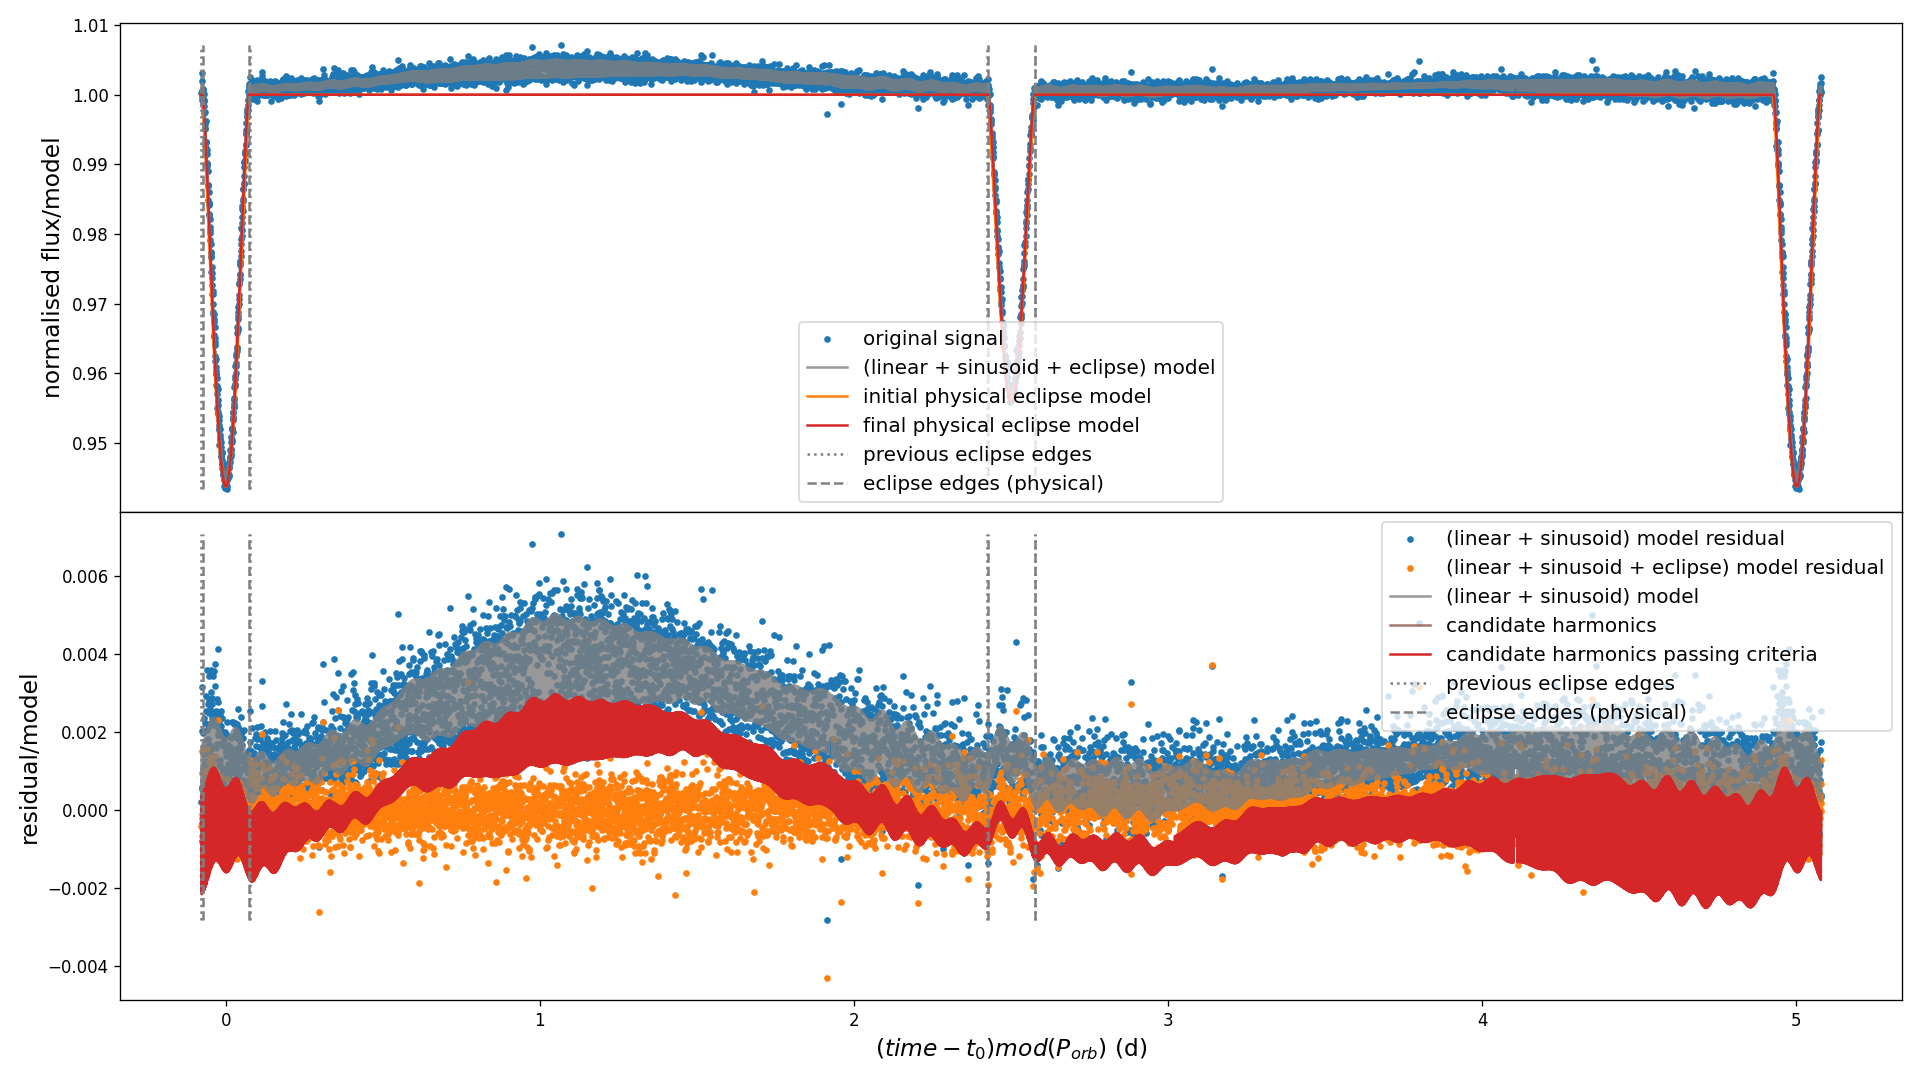 1.01
1.00
0.99
0.98
0.97
0.96
0.95
normalised flux/model
original signal
(linear + sinusoid + eclipse) model
initial physical eclipse model
final physical eclipse model
previous eclipse edges
eclipse edges (physical)
0.006
0.004
0.002
0.000
−0.002
−0.004
residual/model
(linear + sinusoid) model residual
(linear + sinusoid + eclipse) model residual
(linear + sinusoid) model
candidate harmonics
candidate harmonics passing criteria
previous eclipse edges
eclipse edges (physical)
0 1 2 3 4 5
(time − t₀)mod(P_orb) (d)